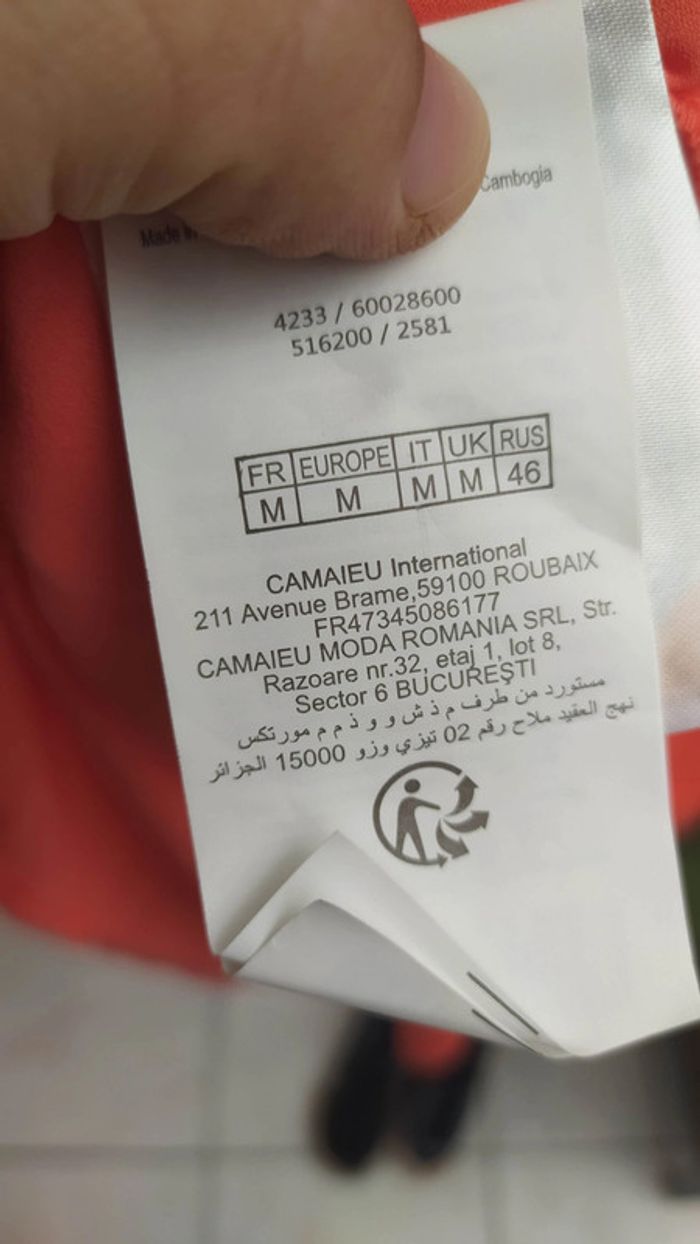 Cambogia
Made in
4233 / 60028600
516200 / 2581
FR EUROPE IT UK RUS
M M M M 46
CAMAIEU International
211 Avenue Brame,59100 ROUBAIX
FR47345086177
CAMAIEU MODA ROMANIA SRL, Str.
Razoare nr.32, etaj 1, lot 8,
Sector 6 BUCUREŞTI
مستورد من طرف م ذ ش و و ذ م م مورتكس
نهج العقيد ملاح رقم 02 تيزي وزو 15000 الجزائر